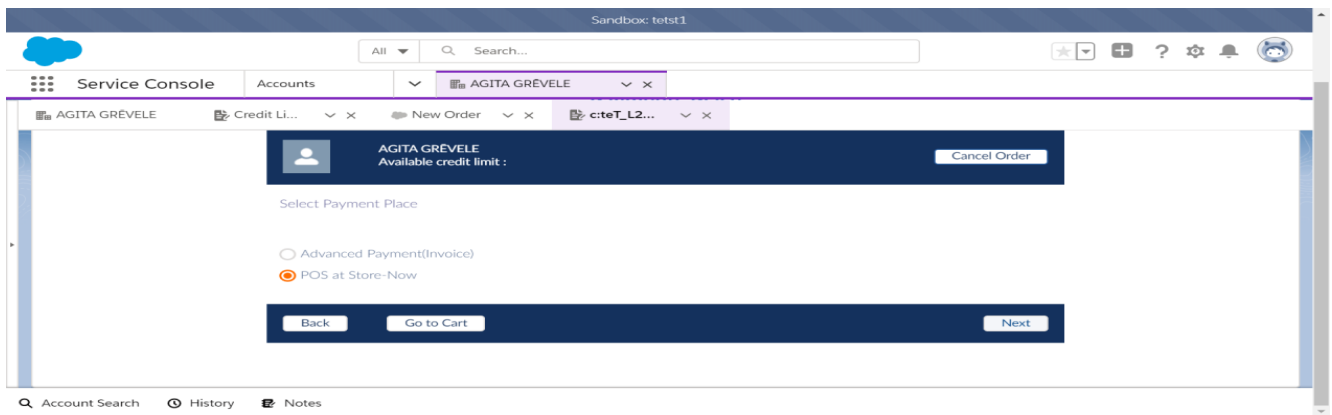 Sandbox: tetst1
All Search...
Service Console Accounts AGITA GRĒVELE
AGITA GRĒVELE Credit Li... New Order c:teT_L2...
AGITA GRĒVELE
Available credit limit :
Cancel Order
Select Payment Place
Advanced Payment(Invoice)
POS at Store-Now
Back Go to Cart Next
Account Search History Notes